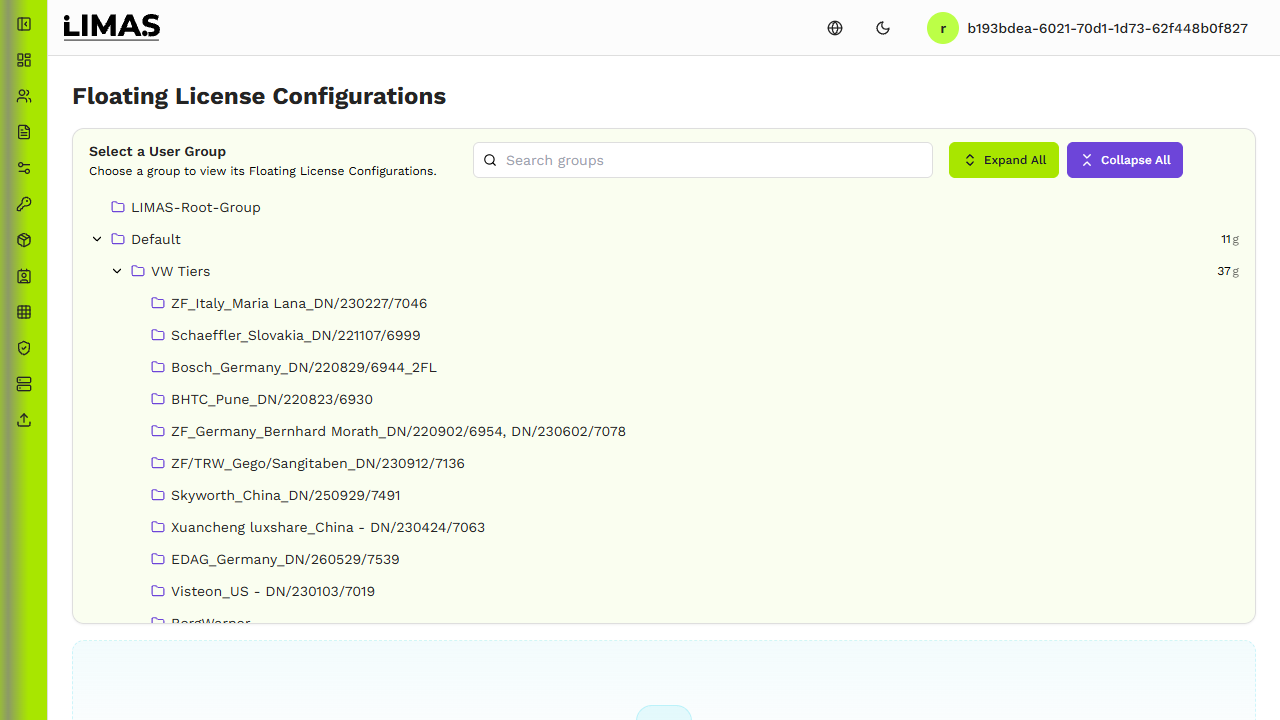 LIMAS
r b193bdea-6021-70d1-1d73-62f448b0f827
Floating License Configurations
Select a User Group
Choose a group to view its Floating License Configurations.
Search groups
Expand All
Collapse All
LIMAS-Root-Group
Default 11g
VW Tiers 37g
ZF_Italy_Maria Lana_DN/230227/7046
Schaeffler_Slovakia_DN/221107/6999
Bosch_Germany_DN/220829/6944_2FL
BHTC_Pune_DN/220823/6930
ZF_Germany_Bernhard Morath_DN/220902/6954, DN/230602/7078
ZF/TRW_Gego/Sangitaben_DN/230912/7136
Skyworth_China_DN/250929/7491
Xuancheng luxshare_China - DN/230424/7063
EDAG_Germany_DN/260529/7539
Visteon_US - DN/230103/7019
BorgWarner